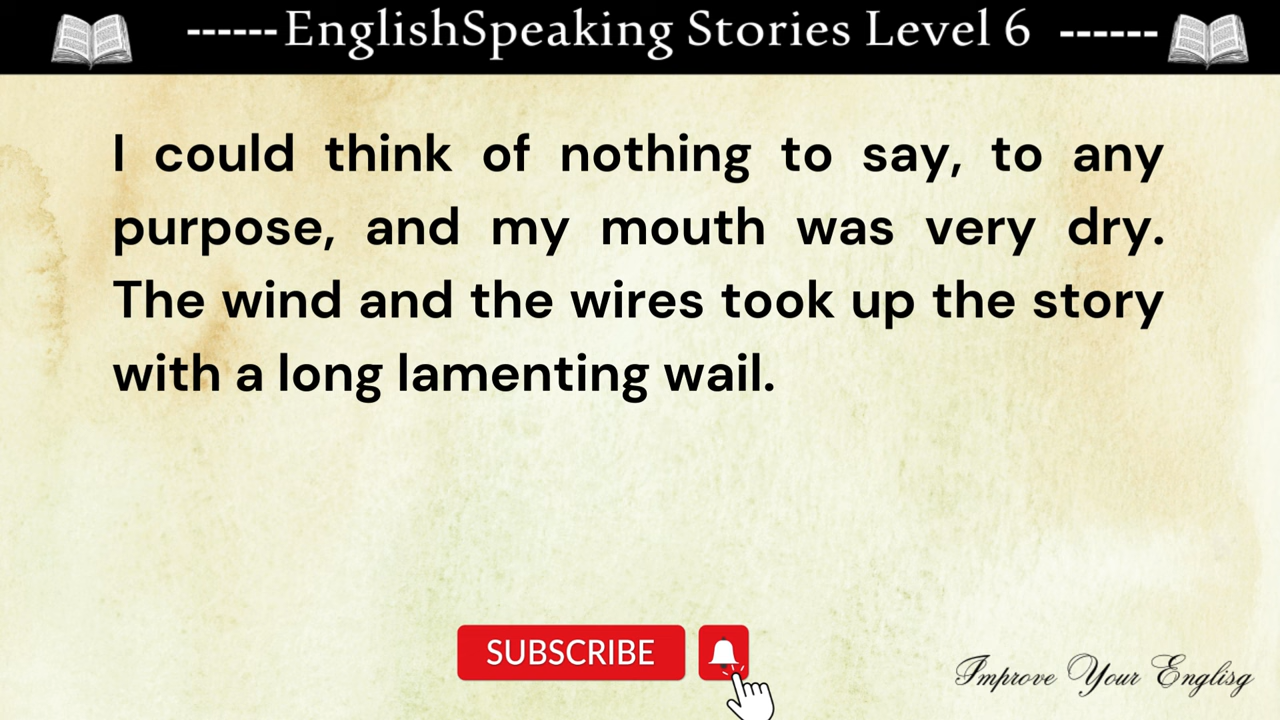 ------EnglishSpeaking Stories Level 6 ------
I could think of nothing to say, to any
purpose, and my mouth was very dry.
The wind and the wires took up the story
with a long lamenting wail.
SUBSCRIBE
Improve Your Englisg